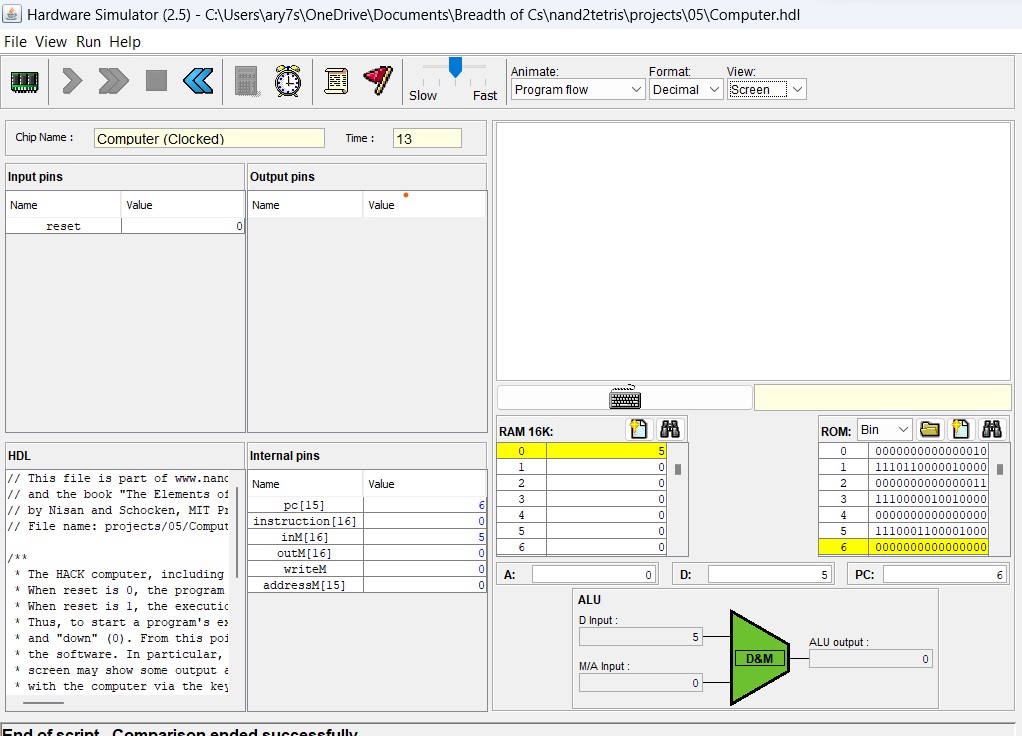 Hardware Simulator (2.5) - C:\Users\ary7s\OneDrive\Documents\Breadth of Cs\nand2tetris\projects\05\Computer.hdl
File View Run Help
Slow Fast
Animate: Format: View:
Program flow Decimal Screen
Chip Name : Computer (Clocked) Time : 13
Input pins
Name Value
reset 0
Output pins
Name Value
HDL
// This file is part of www.nand
// and the book "The Elements of
// by Nisan and Schocken, MIT Pr
// File name: projects/05/Comput
/**
* The HACK computer, including
* When reset is 0, the program
* When reset is 1, the executio
* Thus, to start a program's ex
* and "down" (0). From this poi
* the software. In particular,
* screen may show some output a
* with the computer via the key
Internal pins
Name Value
pc[15] 6
instruction[16] 0
inM[16] 5
outM[16] 0
writeM 0
addressM[15] 0
RAM 16K:
0 5
1 0
2 0
3 0
4 0
5 0
6 0
ROM: Bin
0 0000000000000010
1 1110110000010000
2 0000000000000011
3 1110000010010000
4 0000000000000000
5 1110001100001000
6 0000000000000000
A: 0 D: 5 PC: 6
ALU
D Input :
5
M/A Input :
0
D&M
ALU output :
0
End of script - Comparison ended successfully